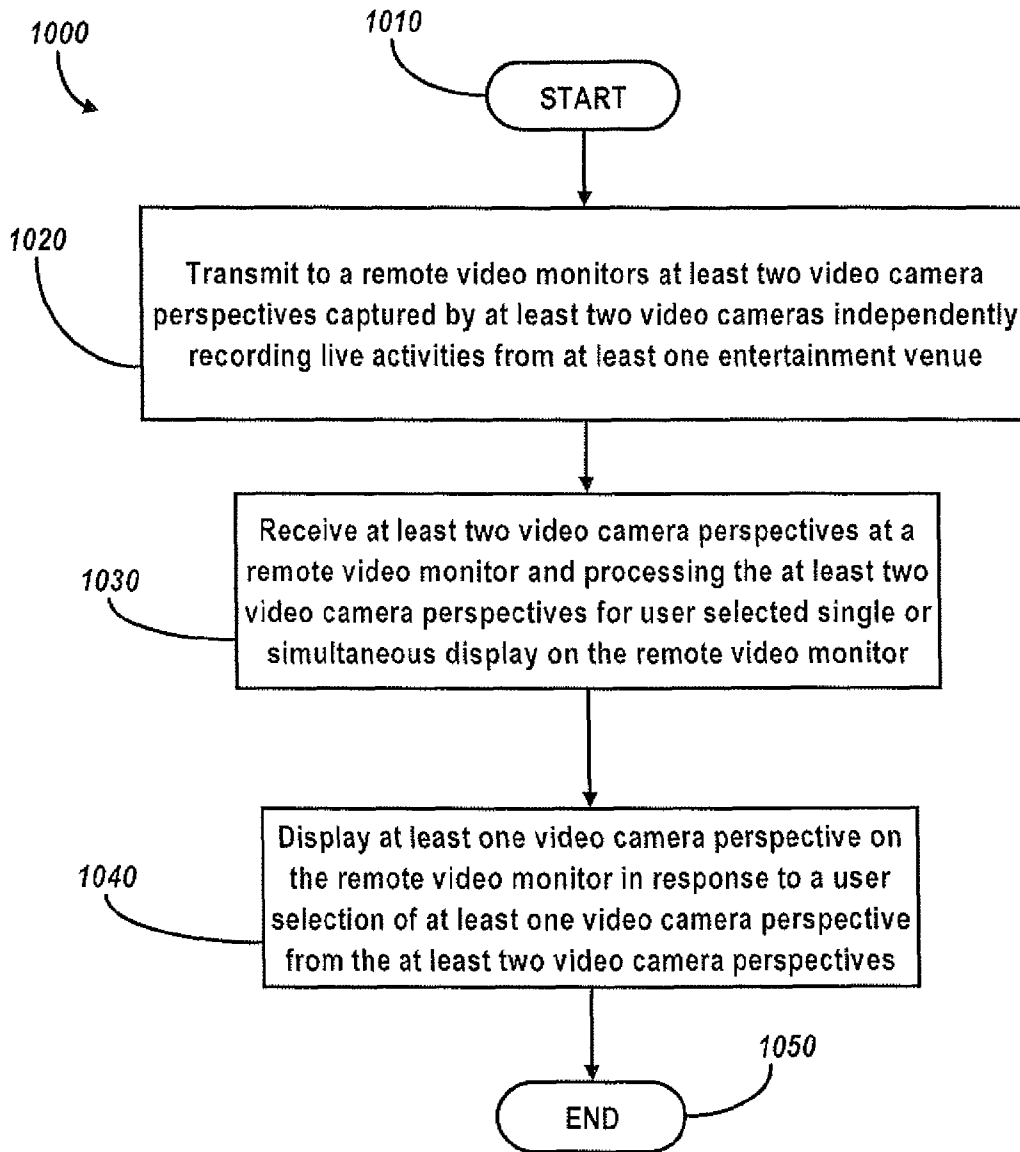 1000
1010
START
1020
Transmit to a remote video monitors at least two video camera
perspectives captured by at least two video cameras independently
recording live activities from at least one entertainment venue
1030
Receive at least two video camera perspectives at a
remote video monitor and processing the at least two
video camera perspectives for user selected single or
simultaneous display on the remote video monitor
1040
Display at least one video camera perspective on
the remote video monitor in response to a user
selection of at least one video camera perspective
from the at least two video camera perspectives
1050
END